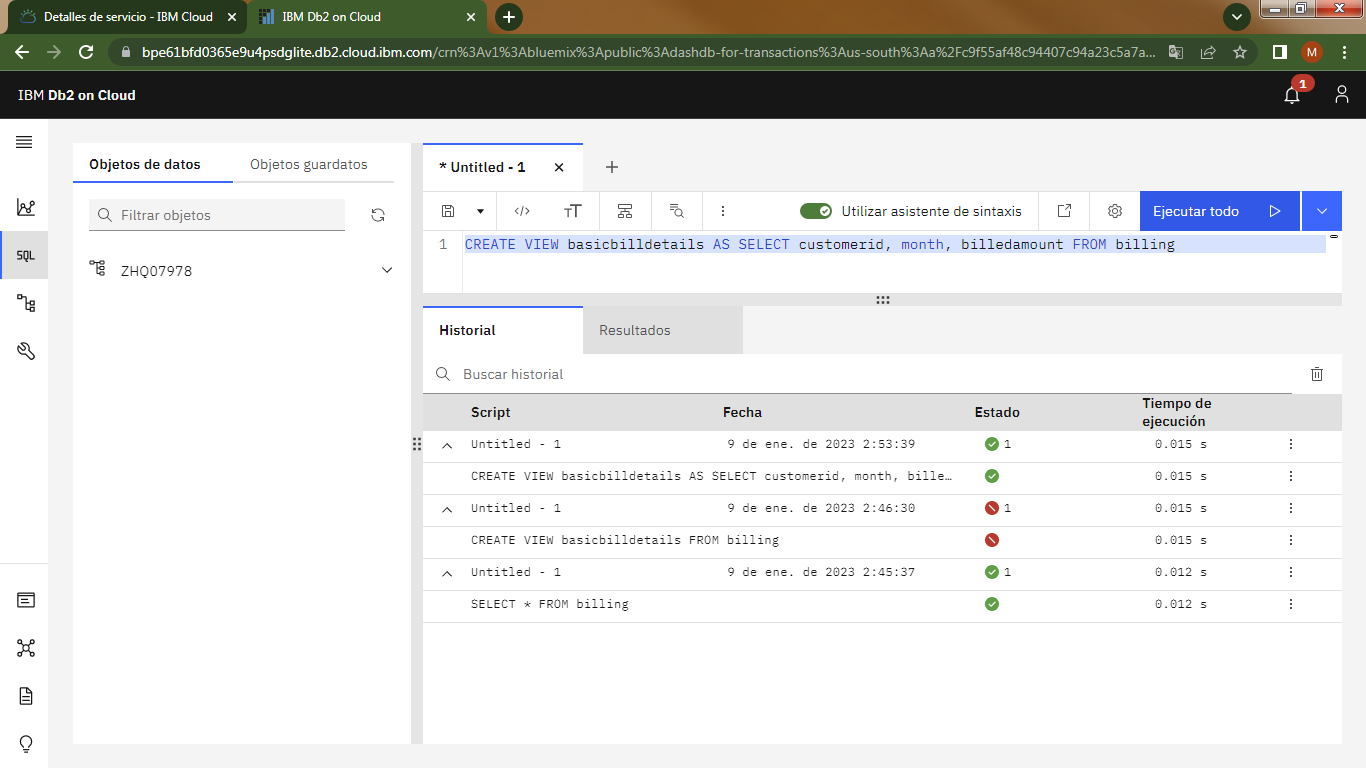 Detalles de servicio - IBM Cloud
IBM Db2 on Cloud
bpe61bfd0365e9u4psdglite.db2.cloud.ibm.com/crn%3Av1%3Abluemix%3Apublic%3Adashdb-for-transactions%3Aus-south%3Aa%2Fc9f55af48c94407c94a23c5a7a...
M
IBM Db2 on Cloud
1
Objetos de datos
Objetos guardatos
Filtrar objetos
SQL
ZHQ07978
* Untitled - 1
Utilizar asistente de sintaxis
Ejecutar todo
1 CREATE VIEW basicbilldetails AS SELECT customerid, month, billedamount FROM billing
Historial
Resultados
Buscar historial
Script Fecha Estado Tiempo de ejecución
Untitled - 1 9 de ene. de 2023 2:53:39 1 0.015 s
CREATE VIEW basicbilldetails AS SELECT customerid, month, bille… 0.015 s
Untitled - 1 9 de ene. de 2023 2:46:30 1 0.015 s
CREATE VIEW basicbilldetails FROM billing 0.015 s
Untitled - 1 9 de ene. de 2023 2:45:37 1 0.012 s
SELECT * FROM billing 0.012 s